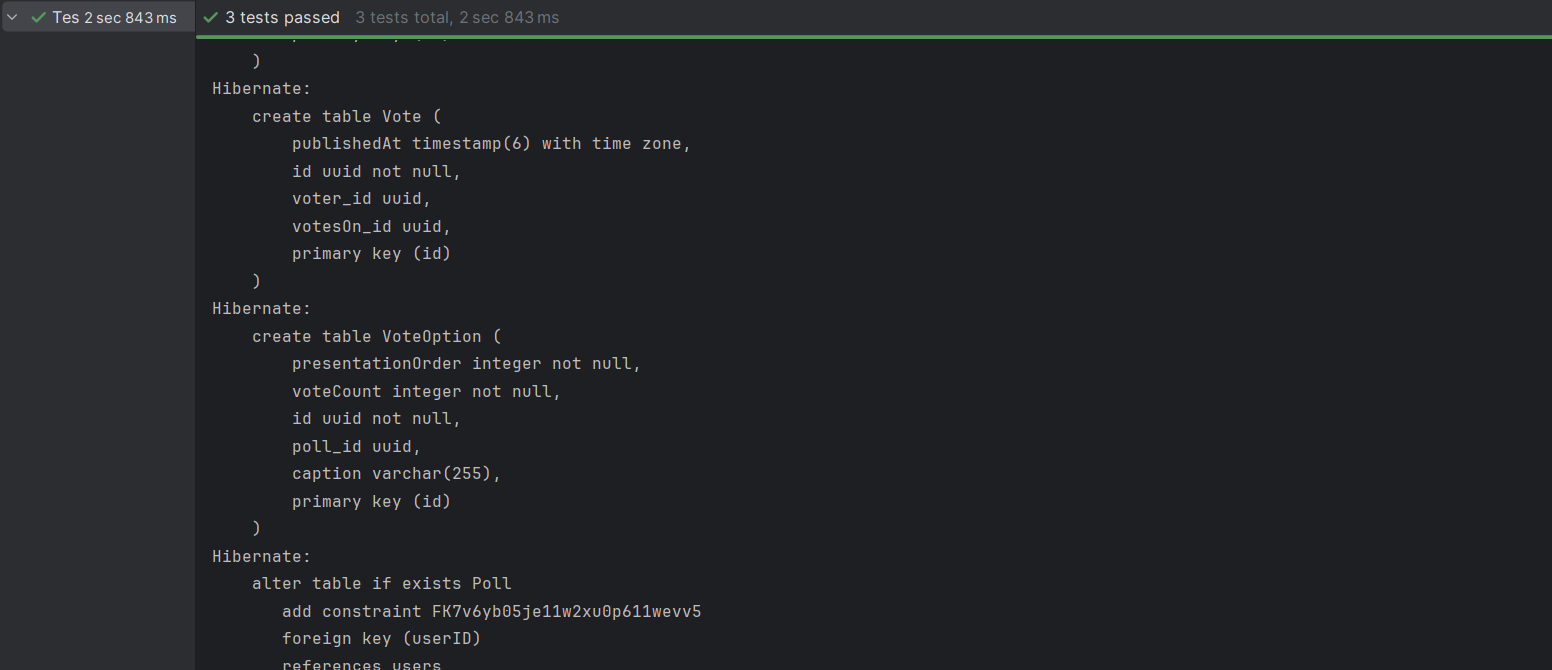 Tes 2 sec 843 ms
3 tests passed 3 tests total, 2 sec 843 ms
)
Hibernate:
create table Vote (
publishedAt timestamp(6) with time zone,
id uuid not null,
voter_id uuid,
votesOn_id uuid,
primary key (id)
)
Hibernate:
create table VoteOption (
presentationOrder integer not null,
voteCount integer not null,
id uuid not null,
poll_id uuid,
caption varchar(255),
primary key (id)
)
Hibernate:
alter table if exists Poll
add constraint FK7v6yb05je11w2xu0p611wevv5
foreign key (userID)
references users